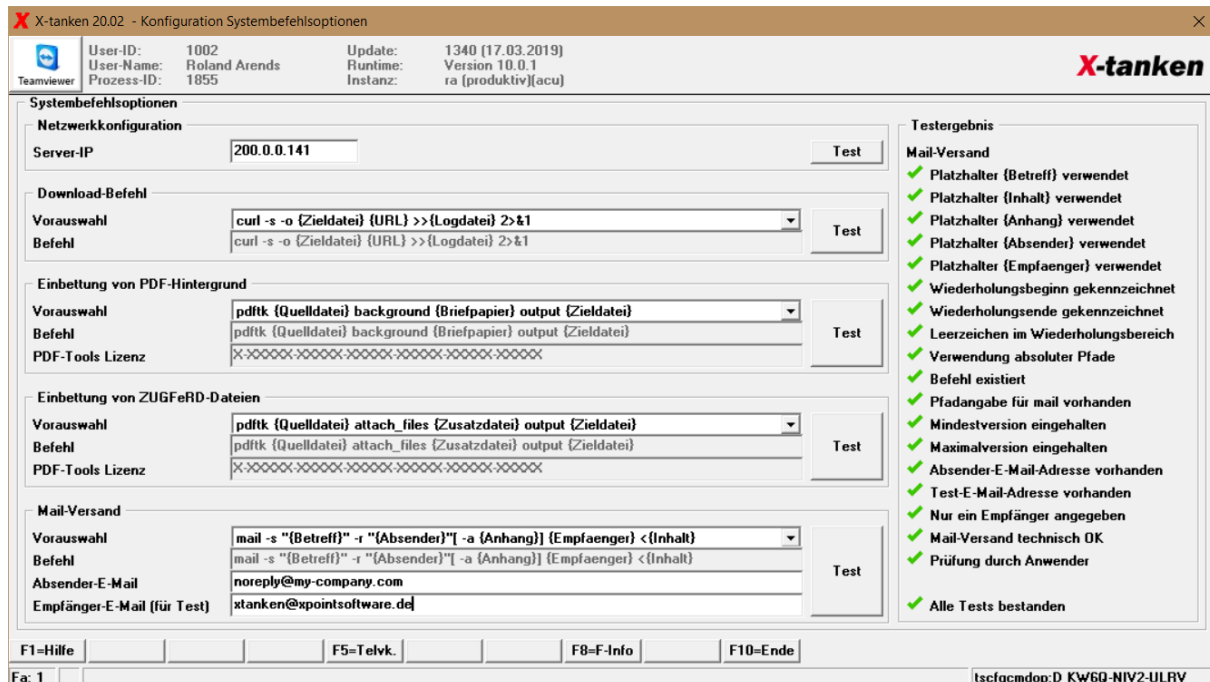 X-tanken 20.02 - Konfiguration Systembefehlsoptionen
Teamviewer
User-ID: 1002
User-Name: Roland Arends
Prozess-ID: 1855
Update: 1340 (17.03.2019)
Runtime: Version 10.0.1
Instanz: ra (produktiv)(acu)
X-tanken
Systembefehlsoptionen
Netzwerkkonfiguration
Server-IP 200.0.0.141 Test
Download-Befehl
Vorauswahl curl -s -o {Zieldatei} {URL} >>{Logdatei} 2>&1
Befehl curl -s -o {Zieldatei} {URL} >>{Logdatei} 2>&1
Test
Einbettung von PDF-Hintergrund
Vorauswahl pdftk {Quelldatei} background {Briefpapier} output {Zieldatei}
Befehl pdftk {Quelldatei} background {Briefpapier} output {Zieldatei}
Test
PDF-Tools Lizenz X-XXXXX-XXXXX-XXXXX-XXXXX-XXXXX-XXXXX
Einbettung von ZUGFeRD-Dateien
Vorauswahl pdftk {Quelldatei} attach_files {Zusatzdatei} output {Zieldatei}
Befehl pdftk {Quelldatei} attach_files {Zusatzdatei} output {Zieldatei}
Test
PDF-Tools Lizenz X-XXXXX-XXXXX-XXXXX-XXXXX-XXXXX-XXXXX
Mail-Versand
Vorauswahl mail -s "{Betreff}" -r "{Absender}"[ -a {Anhang}] {Empfaenger} <{Inhalt}
Befehl mail -s "{Betreff}" -r "{Absender}"[ -a {Anhang}] {Empfaenger} <{Inhalt}
Test
Absender-E-Mail noreply@my-company.com
Empfänger-E-Mail (für Test) xtanken@xpointsoftware.de
Testergebnis
Mail-Versand
Platzhalter {Betreff} verwendet
Platzhalter {Inhalt} verwendet
Platzhalter {Anhang} verwendet
Platzhalter {Absender} verwendet
Platzhalter {Empfaenger} verwendet
Wiederholungsbeginn gekennzeichnet
Wiederholungsende gekennzeichnet
Leerzeichen im Wiederholungsbereich
Verwendung absoluter Pfade
Befehl existiert
Pfadangabe für mail vorhanden
Mindestversion eingehalten
Maximalversion eingehalten
Absender-E-Mail-Adresse vorhanden
Test-E-Mail-Adresse vorhanden
Nur ein Empfänger angegeben
Mail-Versand technisch OK
Prüfung durch Anwender
Alle Tests bestanden
F1=Hilfe F5=Telvk. F8=F-Info F10=Ende
Fa: 1 tscfgcmdop:D KW6Q-NIV2-ULRV